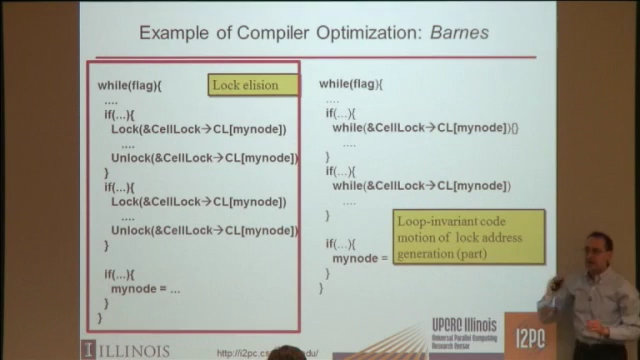 Example of Compiler Optimization: Barnes
while(flag){
Lock elision
....
if(...){
Lock(&CellLock→CL[mynode])
....
Unlock(&CellLock→CL[mynode])
}
if(...){
Lock(&CellLock→CL[mynode])
....
Unlock(&CellLock→CL[mynode])
}
if(...){
mynode = ...
}
}
while(flag){
....
if(...){
while(&CellLock→CL[mynode]){}
....
}
if(...){
while(&CellLock→CL[mynode])
....
}
if(...){
mynode =
}
}
Loop-invariant code
motion of lock address
generation (part)
I ILLINOIS
http://i2pc.cs
du/
UPCRC Illinois
Universal Parallel Computing
Research Center
I2PC